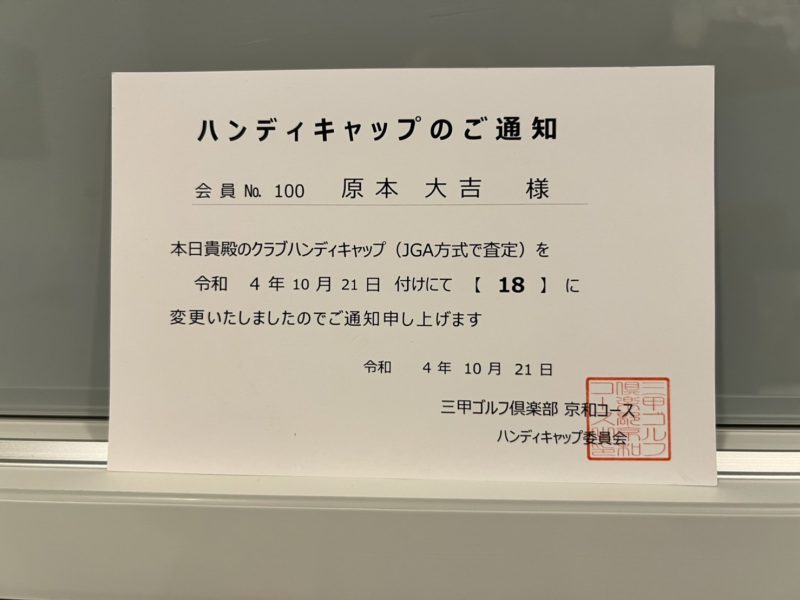 ハンディキャップのご通知
会員 № 100 原本 大吉 様
本日貴殿のクラブハンディキャップ（JGA方式で査定）を
令和 4 年 10 月 21 日 付けにて 【 18 】 に
変更いたしましたのでご通知申し上げます
令和 4 年 10 月 21 日
三甲ゴルフ倶楽部 京和コース
ハンディキャップ委員会